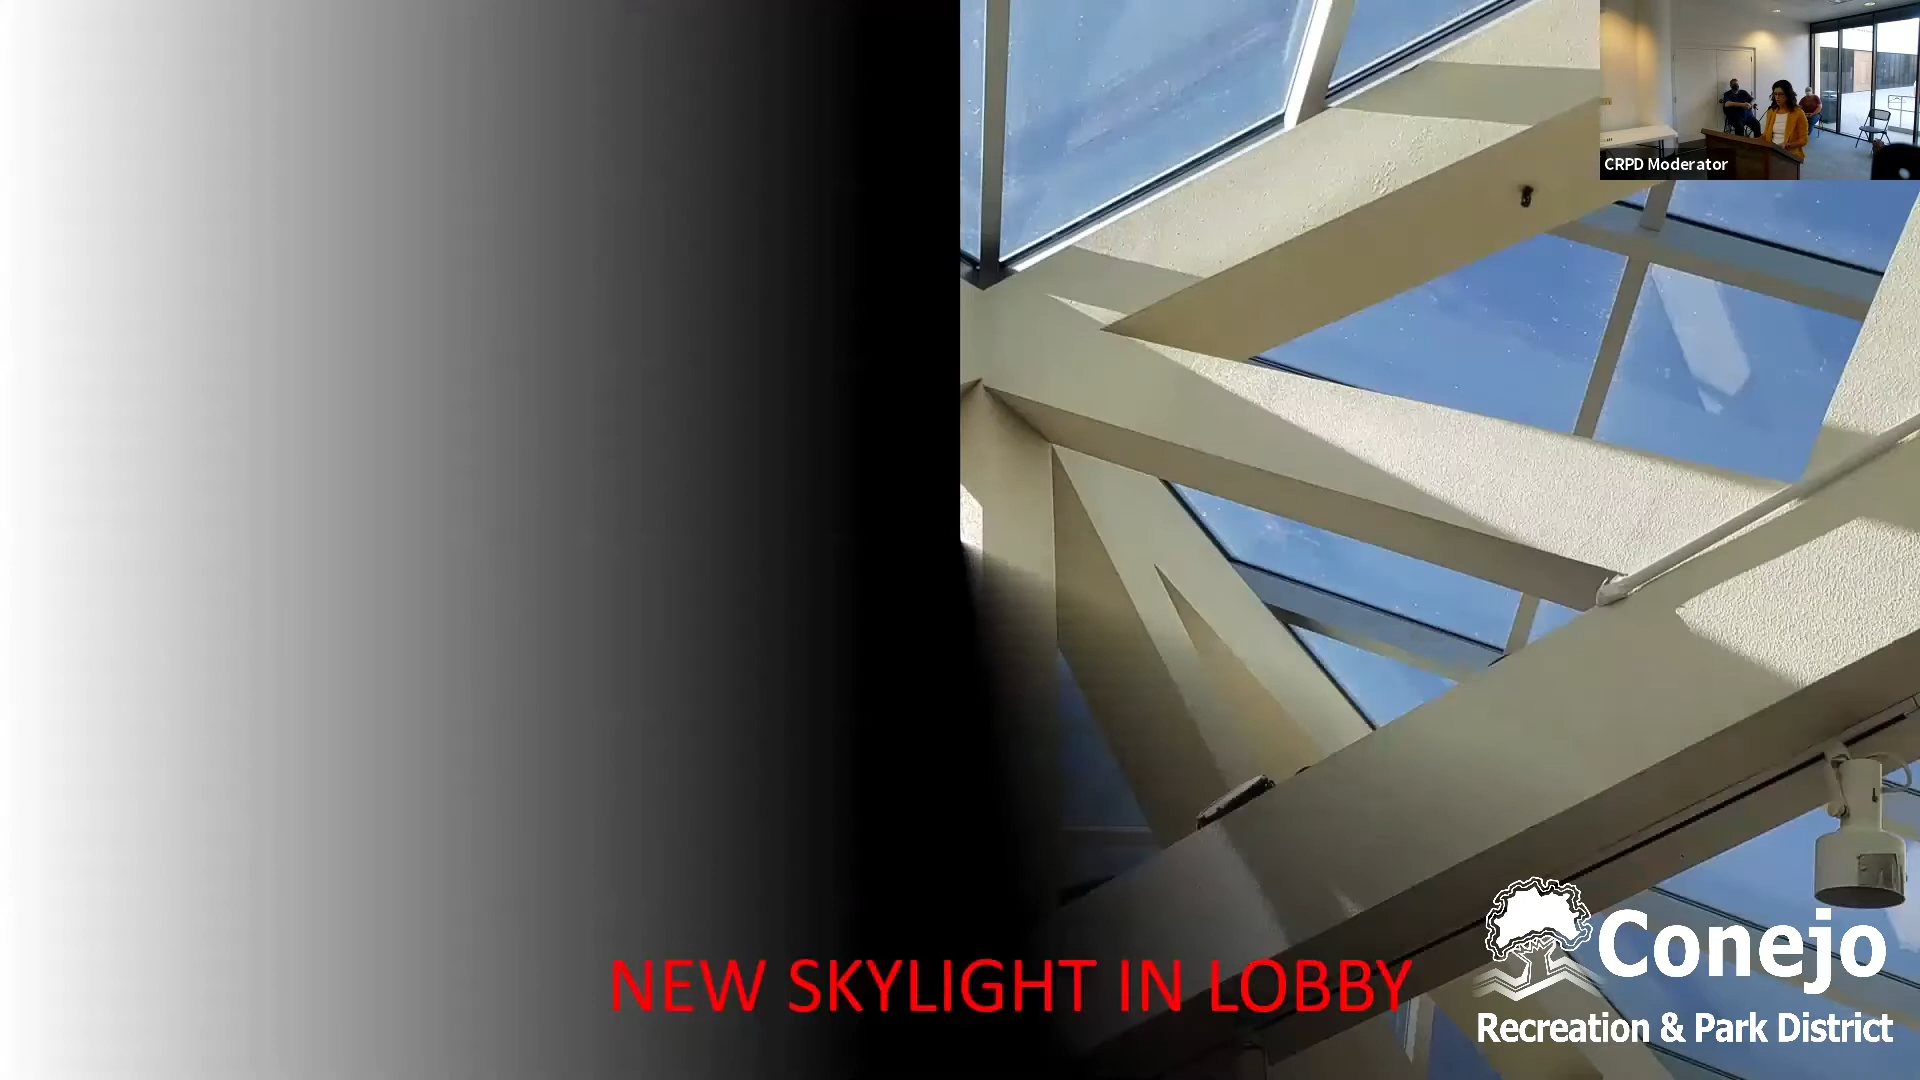 CRPD Moderator
NEW SKYLIGHT IN LOBBY
Conejo
Recreation & Park District